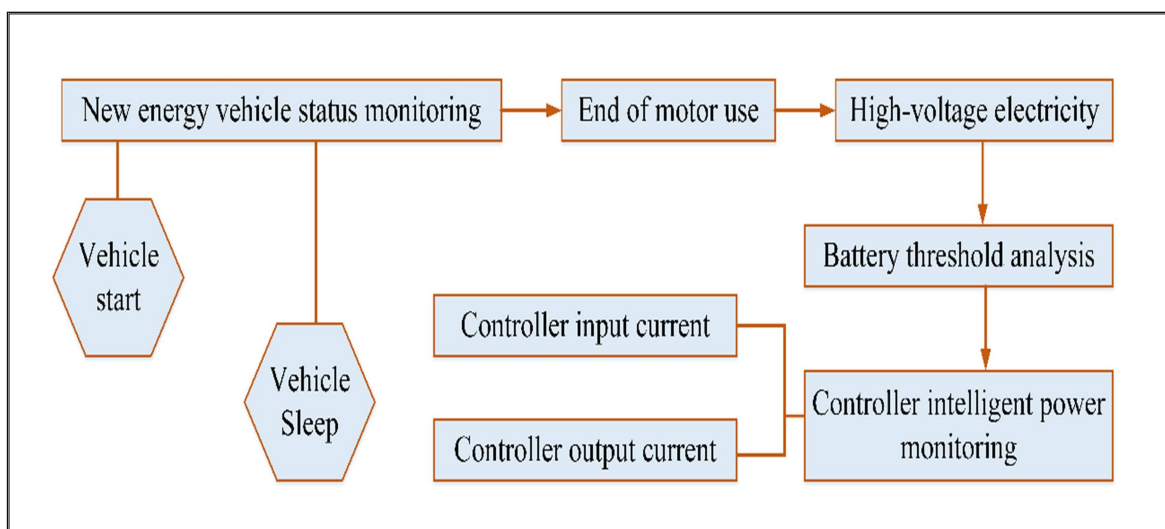 New energy vehicle status monitoring
End of motor use
High-voltage electricity
Vehicle
start
Battery threshold analysis
Controller input current
Vehicle
Sleep
Controller intelligent power
monitoring
Controller output current